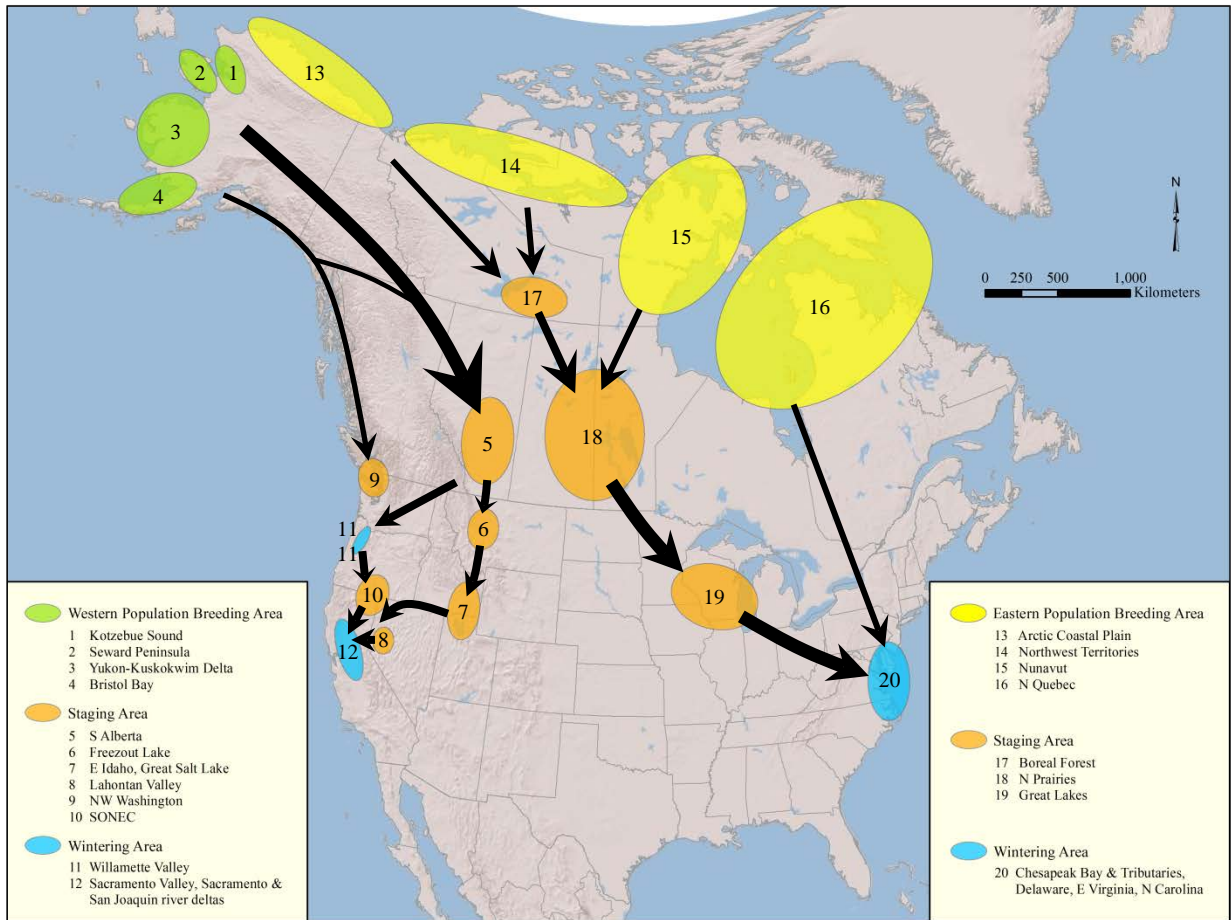 2
1
13
3
14
4
15
N
0 250 500 1,000
Kilometers
17
16
5
18
9
11
6
11
10
19
7
8
12
20
Western Population Breeding Area
1 Kotzebue Sound
2 Seward Peninsula
3 Yukon-Kuskokwim Delta
4 Bristol Bay
Staging Area
5 S Alberta
6 Freezout Lake
7 E Idaho, Great Salt Lake
8 Lahontan Valley
9 NW Washington
10 SONEC
Wintering Area
11 Willamette Valley
12 Sacramento Valley, Sacramento &
San Joaquin river deltas
Eastern Population Breeding Area
13 Arctic Coastal Plain
14 Northwest Territories
15 Nunavut
16 N Quebec
Staging Area
17 Boreal Forest
18 N Prairies
19 Great Lakes
Wintering Area
20 Chesapeak Bay & Tributaries,
Delaware, E Virginia, N Carolina